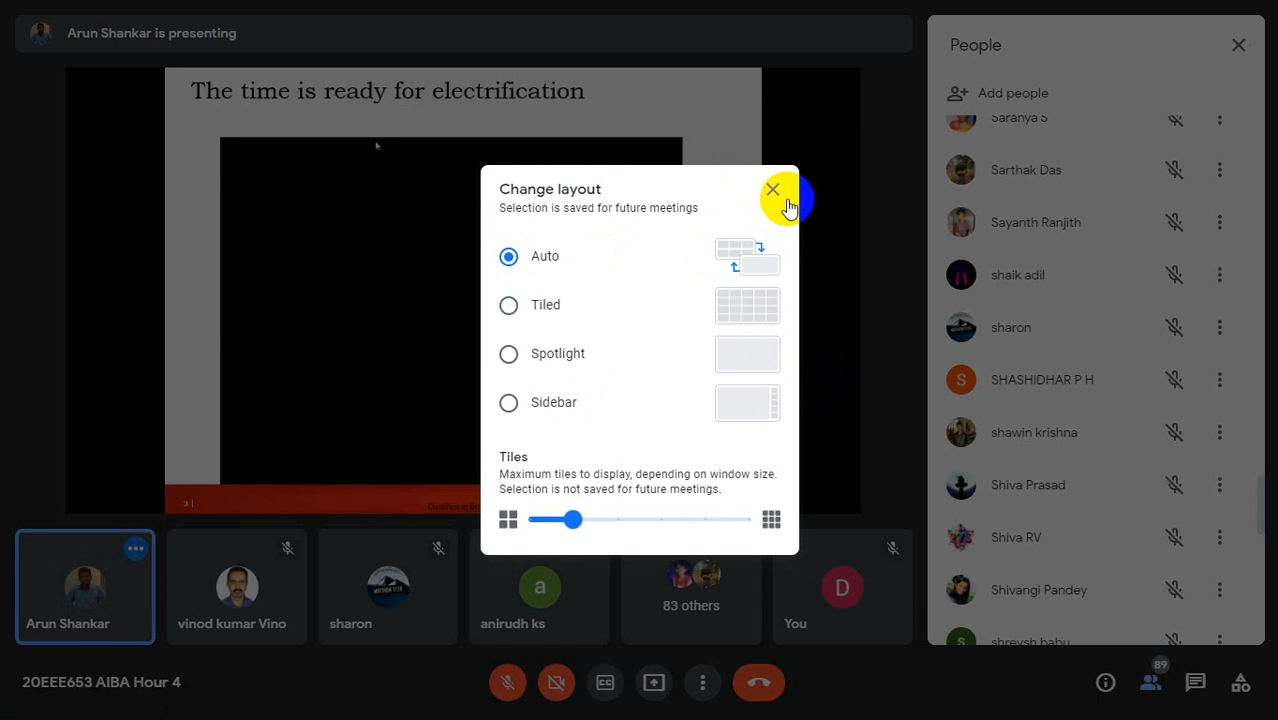 Arun Shankar is presenting
The time is ready for electrification
3 |
Change layout
Selection is saved for future meetings
Auto
Tiled
Spotlight
Sidebar
Tiles
Maximum tiles to display, depending on window size.
Selection is not saved for future meetings.
Arun Shankar
vinod kumar Vino
sharon
a
anirudh ks
83 others
D
You
20EEE653 AIBA Hour 4
CC
People
Add people
Saranya S
Sarthak Das
Sayanth Ranjith
shaik adil
sharon
S
SHASHIDHAR P H
shawin krishna
Shiva Prasad
Shiva RV
Shivangi Pandey
s
shreysh babu
89